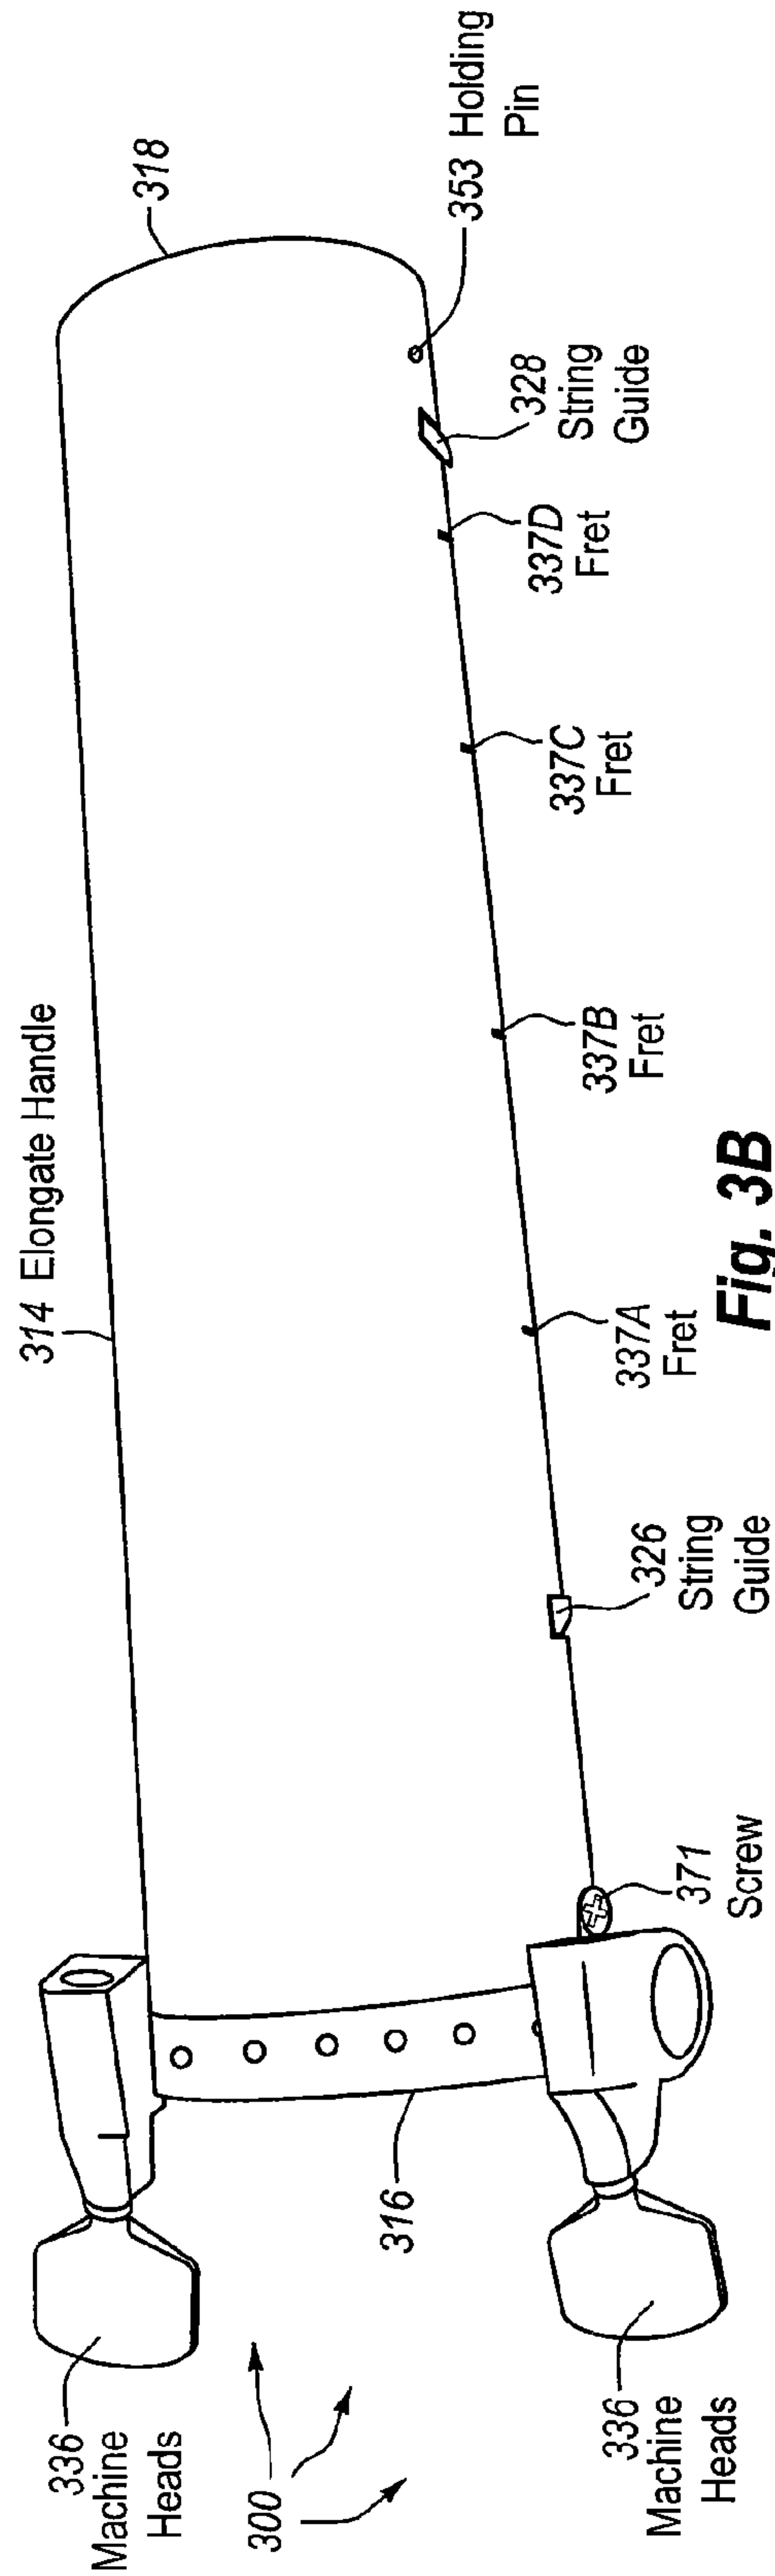 314 Elongate Handle
318
353 Holding
Pin
328
String
Guide
337D
Fret
337C
Fret
337B
Fret
337A
Fret
326
String
Guide
371
Screw
316
336
Machine
Heads
336
Machine
Heads
300
Fig. 3B